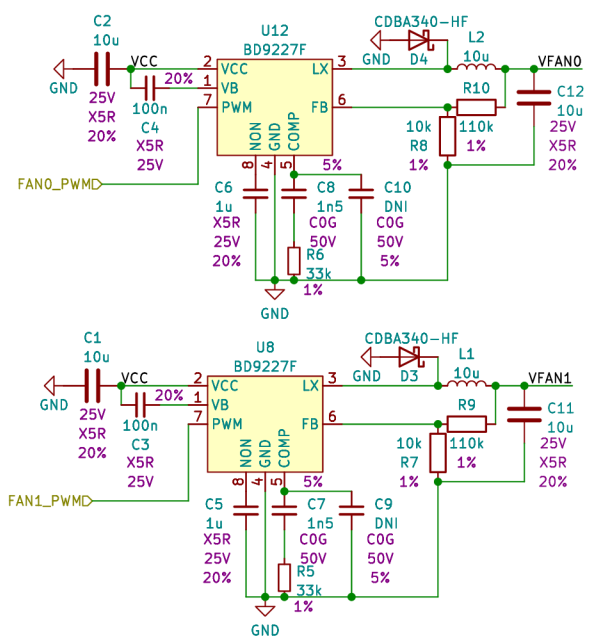 CDBA340-HF
C2
10u
VCC
GND
25V
X5R
20%
20%
100n
C4
X5R
25V
U12
BD9227F
2
VCC
1
VB
7
PWM
LX
3
FB
6
NON
GND
COMP
8
4
5
5%
GND
D4
L2
10u
VFAN0
R10
110k
1%
10k
R8
1%
C12
10u
25V
X5R
20%
FAN0_PWM
C6
1u
X5R
25V
20%
C8
1n5
C0G
50V
C10
DNI
C0G
50V
5%
R6
33k
1%
GND
CDBA340-HF
C1
10u
VCC
GND
25V
X5R
20%
20%
100n
C3
X5R
25V
U8
BD9227F
2
VCC
1
VB
7
PWM
LX
3
FB
6
NON
GND
COMP
8
4
5
5%
GND
D3
L1
10u
VFAN1
R9
110k
1%
10k
R7
1%
C11
10u
25V
X5R
20%
FAN1_PWM
C5
1u
X5R
25V
20%
C7
1n5
C0G
50V
C9
DNI
C0G
50V
5%
R5
33k
1%
GND